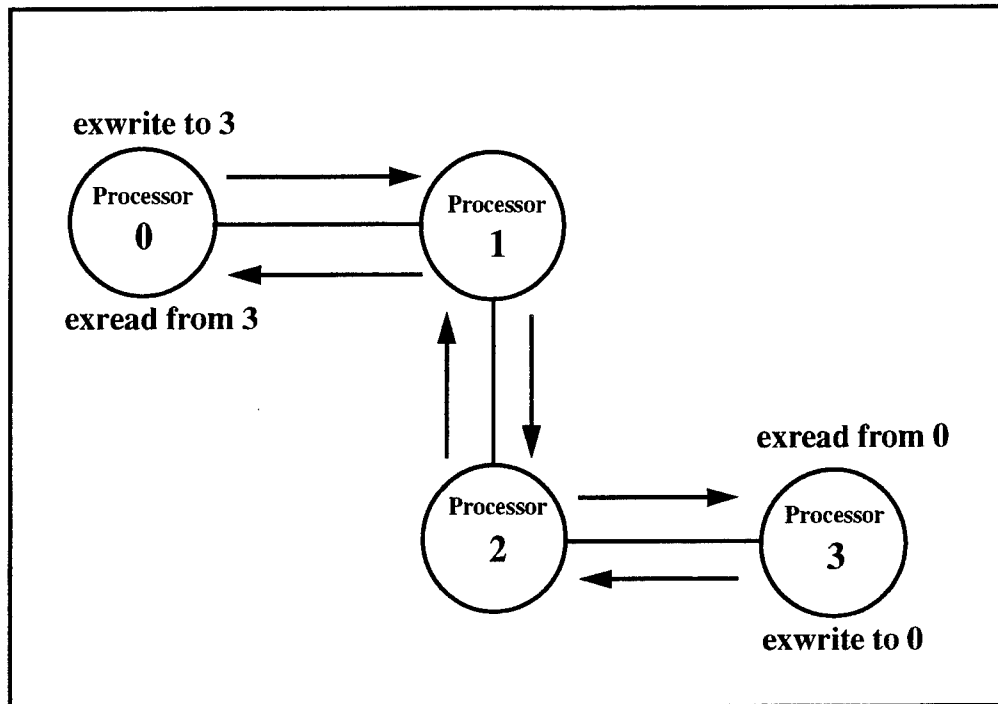 exwrite to 3
Processor
0
exread from 3
Processor
1
Processor
2
exread from 0
Processor
3
exwrite to 0